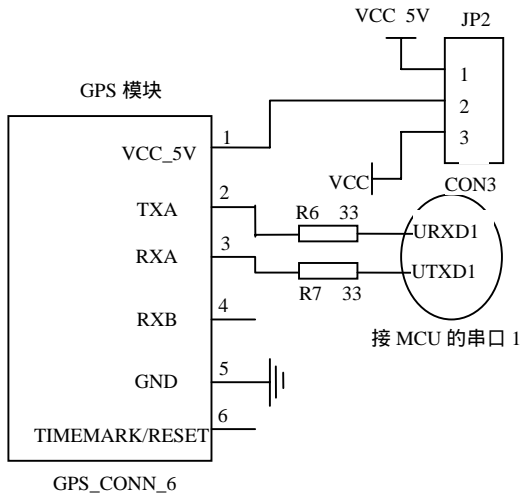 VCC 5V
JP2
1
2
3
CON3
VCC
GPS 模块
VCC_5V
1
TXA
2
RXA
3
RXB
4
GND
5
TIMEMARK/RESET
6
GPS_CONN_6
R6 33
URXD1
R7 33
UTXD1
接 MCU 的串口 1